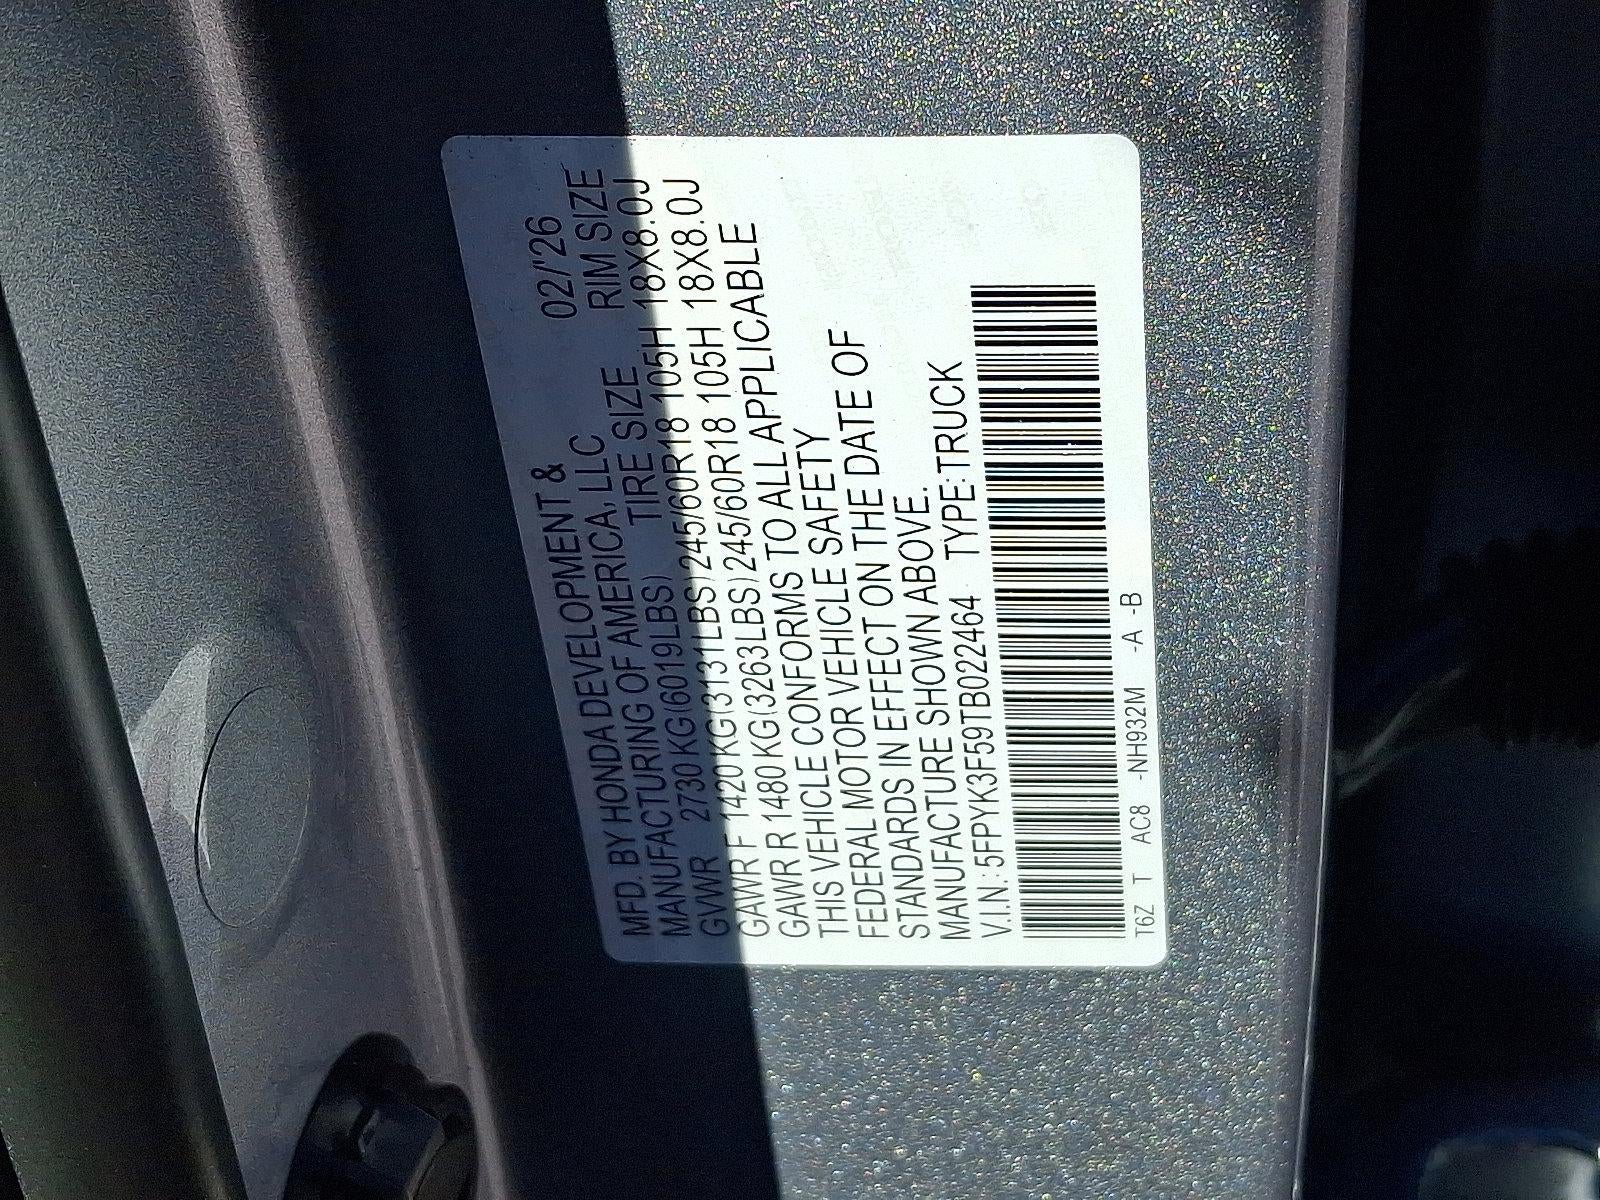 MFD. BY HONDA DEVELOPMENT & 02/'26
MANUFACTURING OF AMERICA, LLC RIM SIZE
GVWR 2730 KG(6019LBS) TIRE SIZE
GAWR F 1420 KG(3131LBS) 245/60R18 105H 18X8.0J
GAWR R 1480 KG(3263LBS) 245/60R18 105H 18X8.0J
THIS VEHICLE CONFORMS TO ALL APPLICABLE
FEDERAL MOTOR VEHICLE SAFETY
STANDARDS IN EFFECT ON THE DATE OF
MANUFACTURE SHOWN ABOVE.
V.I.N.: 5FPYK3F59TB022464 TYPE: TRUCK
T6Z T AC8 -NH932M -A -B